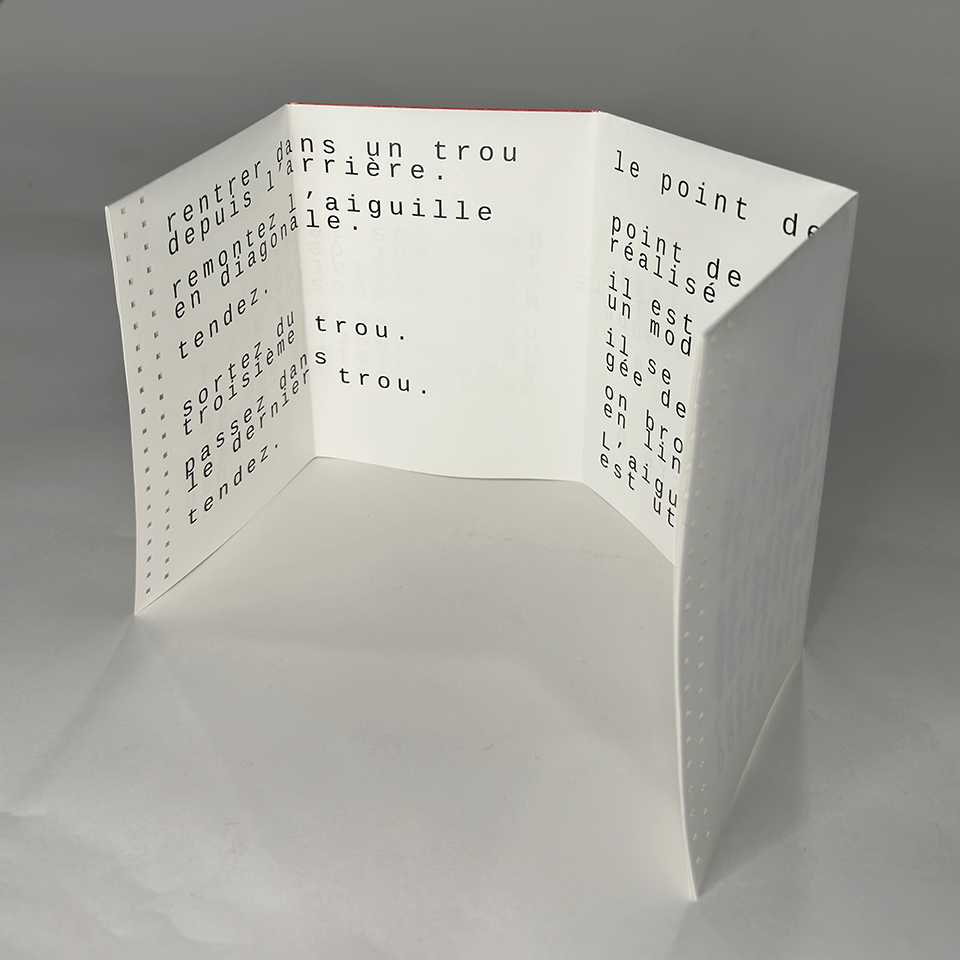 rentrer dans un trou
depuis l'arrière.
remontez l'aiguille
en diagonale.
tendez.
sortez du trou.
troisième
passez dans
le dernier trou.
tendez.
le point de
point de
réalisé
il est
un mod
il se
gée de
on bro
en lin
L'aigu
est ut